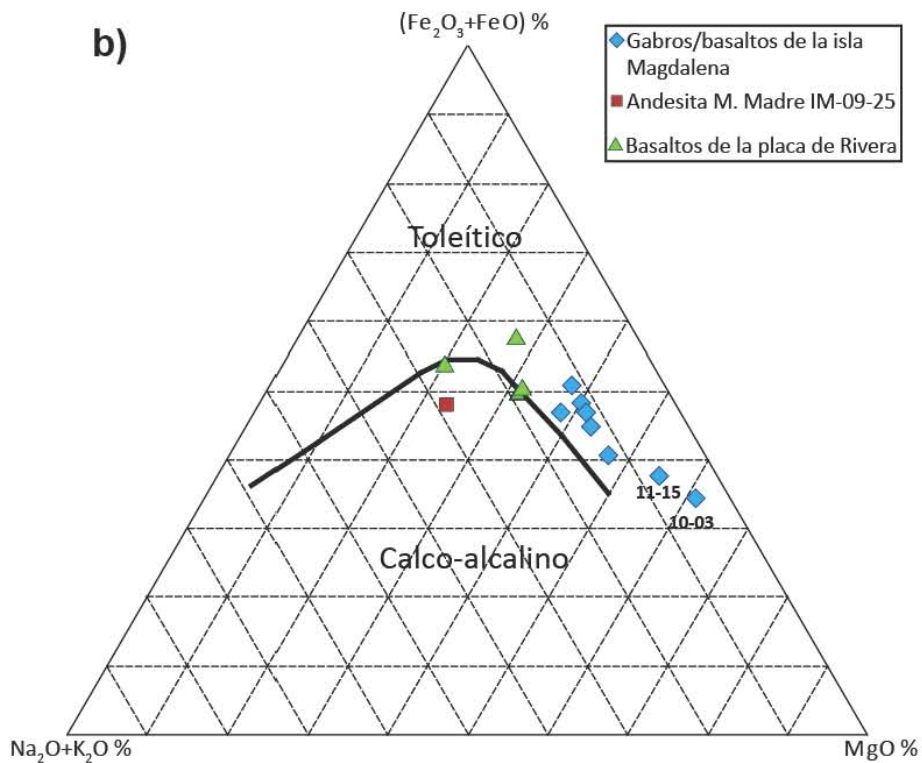 b)
(Fe₂O₃+FeO) %
Gabros/basaltos de la isla
Magdalena
Andesita M. Madre IM-09-25
Basaltos de la placa de Rivera
Toleítico
11-15
10-03
Calco-alcalino
Na₂O+K₂O %
MgO %